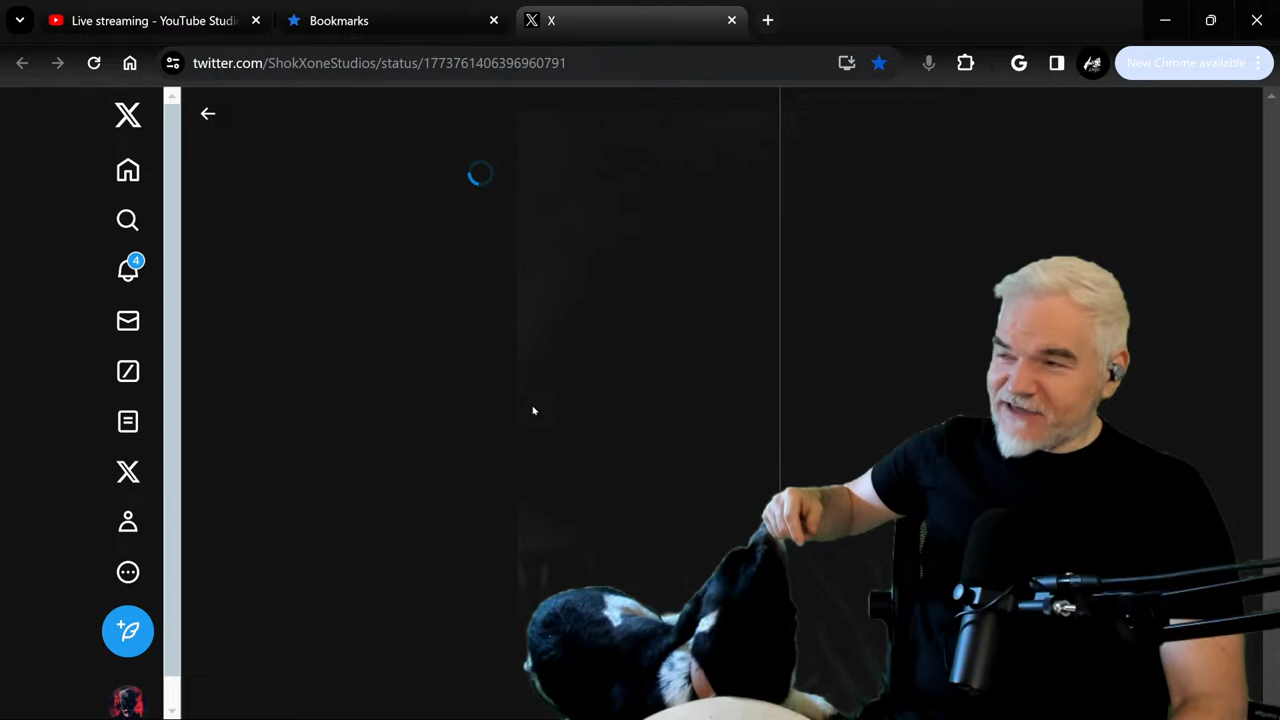 Live streaming - YouTube Studi
Bookmarks
X
twitter.com/ShokXoneStudios/status/1773761406396960791
New Chrome available
4